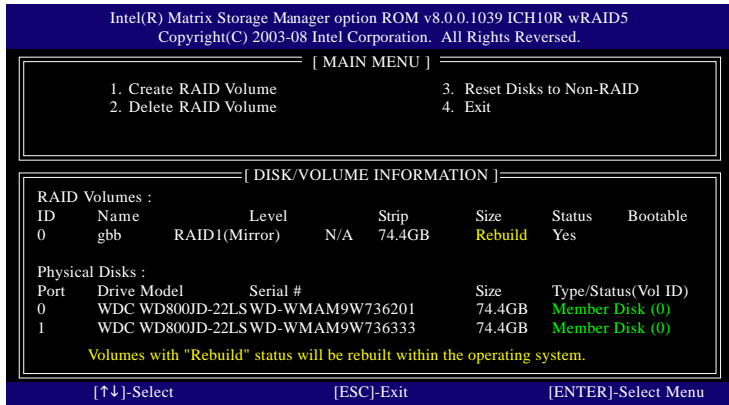 Intel(R) Matrix Storage Manager option ROM v8.0.0.1039 ICH10R wRAID5
Copyright(C) 2003-08 Intel Corporation. All Rights Reversed.
[ MAIN MENU ]
1. Create RAID Volume 3. Reset Disks to Non-RAID
2. Delete RAID Volume 4. Exit
[ DISK/VOLUME INFORMATION ]
RAID Volumes :
ID Name Level Strip Size Status Bootable
0 gbb RAID1(Mirror) N/A 74.4GB Rebuild Yes
Physical Disks :
Port Drive Model Serial # Size Type/Status(Vol ID)
0 WDC WD800JD-22LS WD-WMAM9W736201 74.4GB Member Disk (0)
1 WDC WD800JD-22LS WD-WMAM9W736333 74.4GB Member Disk (0)
Volumes with "Rebuild" status will be rebuilt within the operating system.
[↑↓]-Select [ESC]-Exit [ENTER]-Select Menu